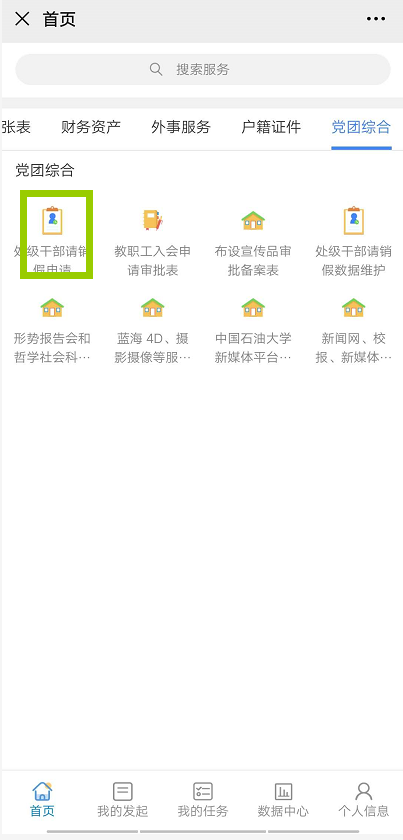 首页
搜索服务
张表 财务资产 外事服务 户籍证件 党团综合
党团综合
处级干部请销
假申请
教职工入会申
请审批表
布设宣传品审
批备案表
处级干部请销
假数据维护
形势报告会和
哲学社会科…
蓝海 4D、摄
影摄像等服…
中国石油大学
新媒体平台…
新闻网、校
报、新媒体…
首页 我的发起 我的任务 数据中心 个人信息